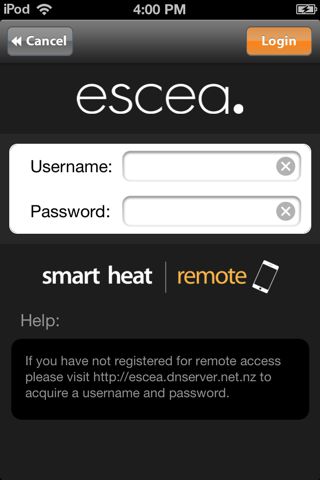 iPod 4:00 PM
Cancel Login
escea.
Username:
Password:
smart heat | remote
Help:
If you have not registered for remote access
please visit http://escea.dnserver.net.nz to
acquire a username and password.